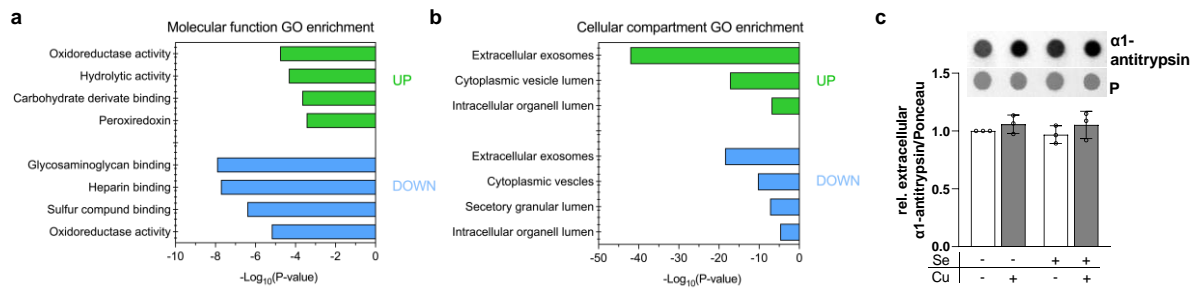 a
Molecular function GO enrichment
Oxidoreductase activity
Hydrolytic activity
Carbohydrate derivate binding
Peroxiredoxin
UP
Glycosaminoglycan binding
Heparin binding
Sulfur compund binding
Oxidoreductase activity
DOWN
-10 -8 -6 -4 -2 0
-Log10(P-value)
b
Cellular compartment GO enrichment
Extracellular exosomes
Cytoplasmic vesicle lumen
Intracellular organell lumen
UP
Extracellular exosomes
Cytoplasmic vescles
Secetory granular lumen
Intracellular organell lumen
DOWN
-50 -40 -30 -20 -10 0
-Log10(P-value)
c
α1-
antitrypsin
P
rel. extracellular
α1-antitrypsin/Ponceau
1.5
1.0
0.5
0.0
Se - - + +
Cu - + - +